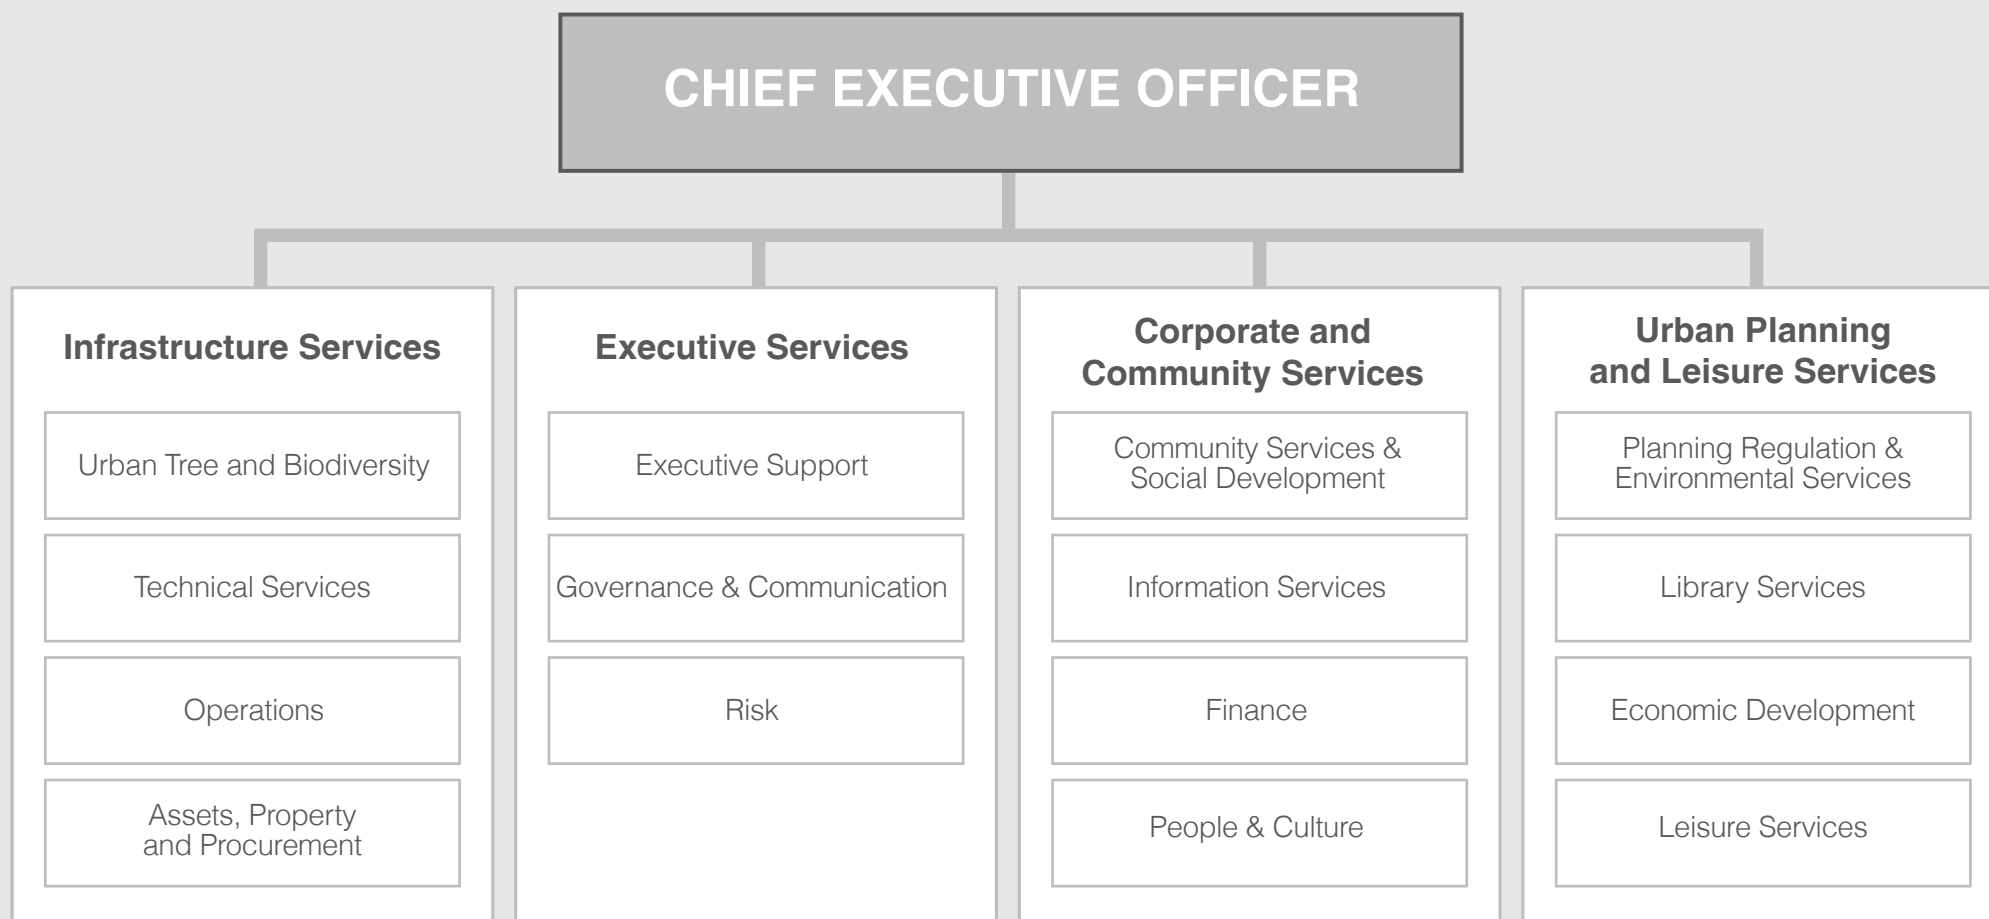 CHIEF EXECUTIVE OFFICER
Infrastructure Services
Urban Tree and Biodiversity
Technical Services
Operations
Assets, Property
and Procurement
Executive Services
Executive Support
Governance & Communication
Risk
Corporate and
Community Services
Community Services &
Social Development
Information Services
Finance
People & Culture
Urban Planning
and Leisure Services
Planning Regulation &
Environmental Services
Library Services
Economic Development
Leisure Services